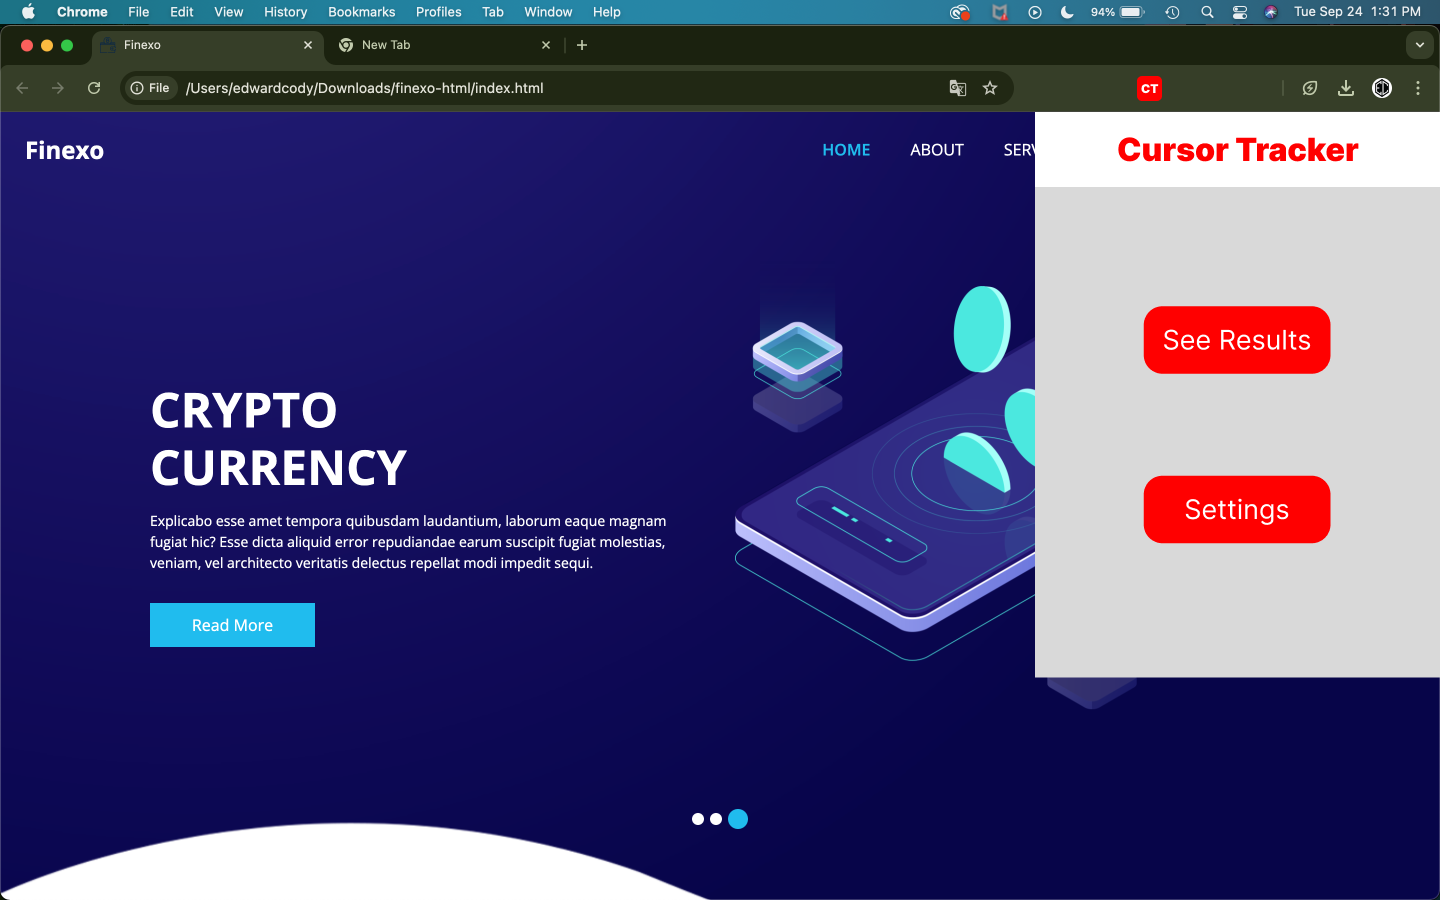 Chrome File Edit View History Bookmarks Profiles Tab Window Help 94% Tue Sep 24 1:31 PM
Finexo New Tab
File /Users/edwardcody/Downloads/finexo-html/index.html CT
Finexo HOME ABOUT SERV
Cursor Tracker
See Results
Settings
CRYPTO
CURRENCY
Explicabo esse amet tempora quibusdam laudantium, laborum eaque magnam
fugiat hic? Esse dicta aliquid error repudiandae earum suscipit fugiat molestias,
veniam, vel architecto veritatis delectus repellat modi impedit sequi.
Read More